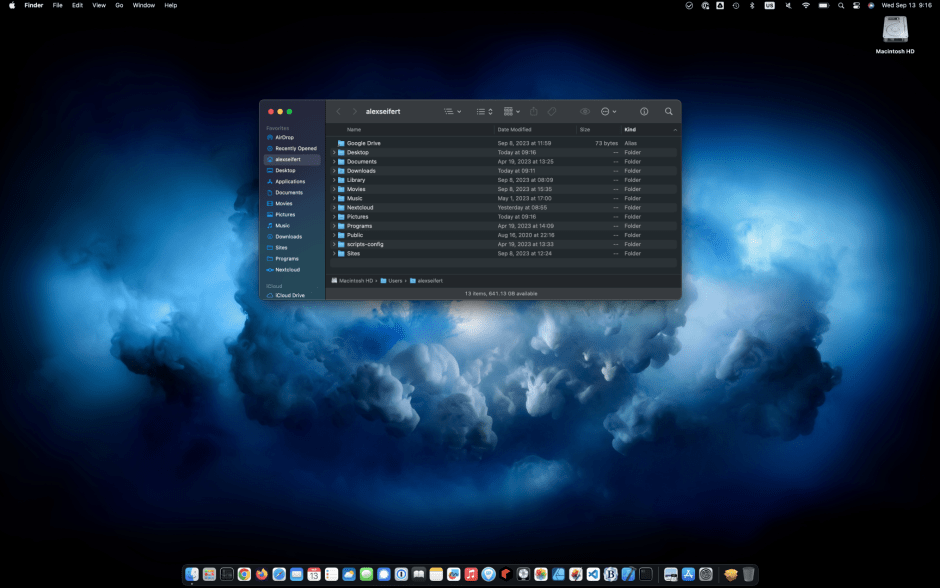 Finder File Edit View Go Window Help US Wed Sep 13 9:16
Macintosh HD
alexseifert
Favorites
AirDrop
Recently Opened
alexseifert
Desktop
Applications
Documents
Movies
Pictures
Music
Downloads
Sites
Programs
Nextcloud
iCloud
iCloud Drive
Name Date Modified Size Kind
Google Drive Sep 8, 2023 at 11:59 73 bytes Alias
Desktop Today at 09:16 -- Folder
Documents Apr 19, 2023 at 13:25 -- Folder
Downloads Today at 09:11 -- Folder
Library Sep 8, 2023 at 08:09 -- Folder
Movies Sep 8, 2023 at 15:35 -- Folder
Music May 1, 2023 at 17:00 -- Folder
Nextcloud Yesterday at 08:55 -- Folder
Pictures Today at 09:16 -- Folder
Programs Apr 19, 2023 at 14:09 -- Folder
Public Aug 16, 2020 at 22:16 -- Folder
scripts-config Apr 19, 2023 at 13:33 -- Folder
Sites Sep 8, 2023 at 12:24 -- Folder
Macintosh HD › Users › alexseifert
13 items, 641.13 GB available
13